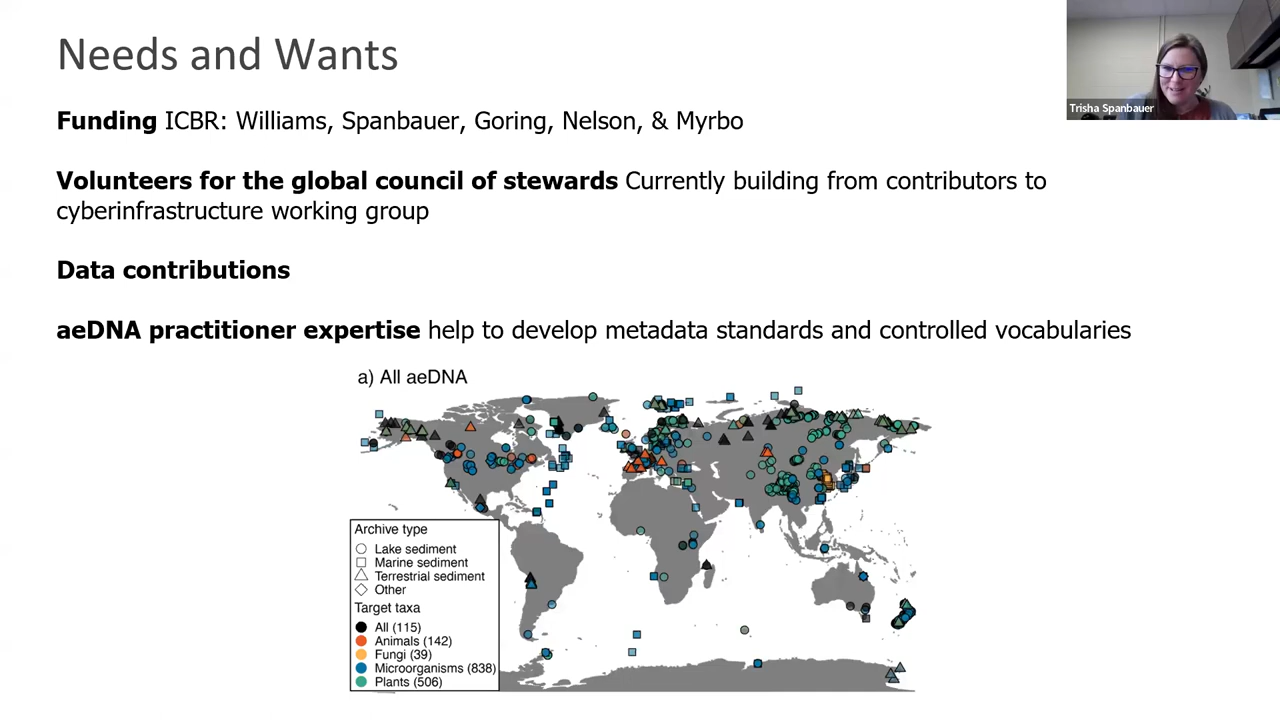 Needs and Wants
Trisha Spanbauer
Funding ICBR: Williams, Spanbauer, Goring, Nelson, & Myrbo
Volunteers for the global council of stewards Currently building from contributors to
cyberinfrastructure working group
Data contributions
aeDNA practitioner expertise help to develop metadata standards and controlled vocabularies
a) All aeDNA
Archive type
Lake sediment
Marine sediment
Terrestrial sediment
Other
Target taxa
All (115)
Animals (142)
Fungi (39)
Microorganisms (838)
Plants (506)